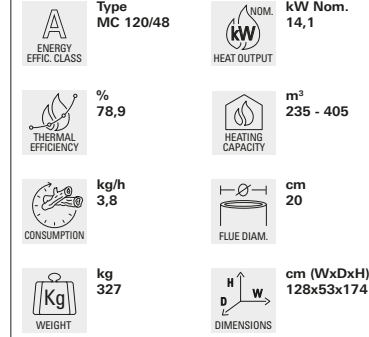 A
ENERGY
EFFIC. CLASS
Type
MC 120/48
NOM.
kW
HEAT OUTPUT
kW Nom.
14,1
THERMAL
EFFICIENCY
%
78,9
HEATING
CAPACITY
m³
235 - 405
CONSUMPTION
kg/h
3,8
Ø
FLUE DIAM.
cm
20
Kg
WEIGHT
kg
327
H
W
D
DIMENSIONS
cm (WxDxH)
128x53x174